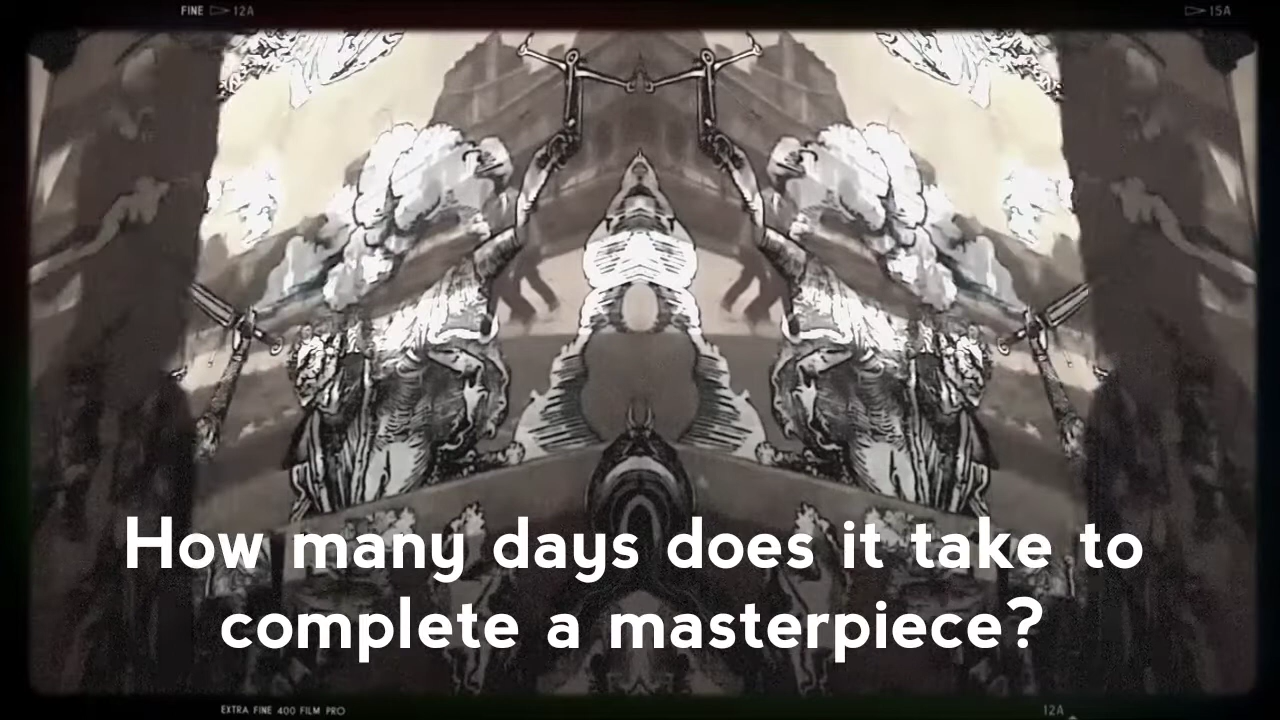 FINE 12A 15A
How many days does it take to
complete a masterpiece?
EXTRA FINE 400 FILM PRO 12A